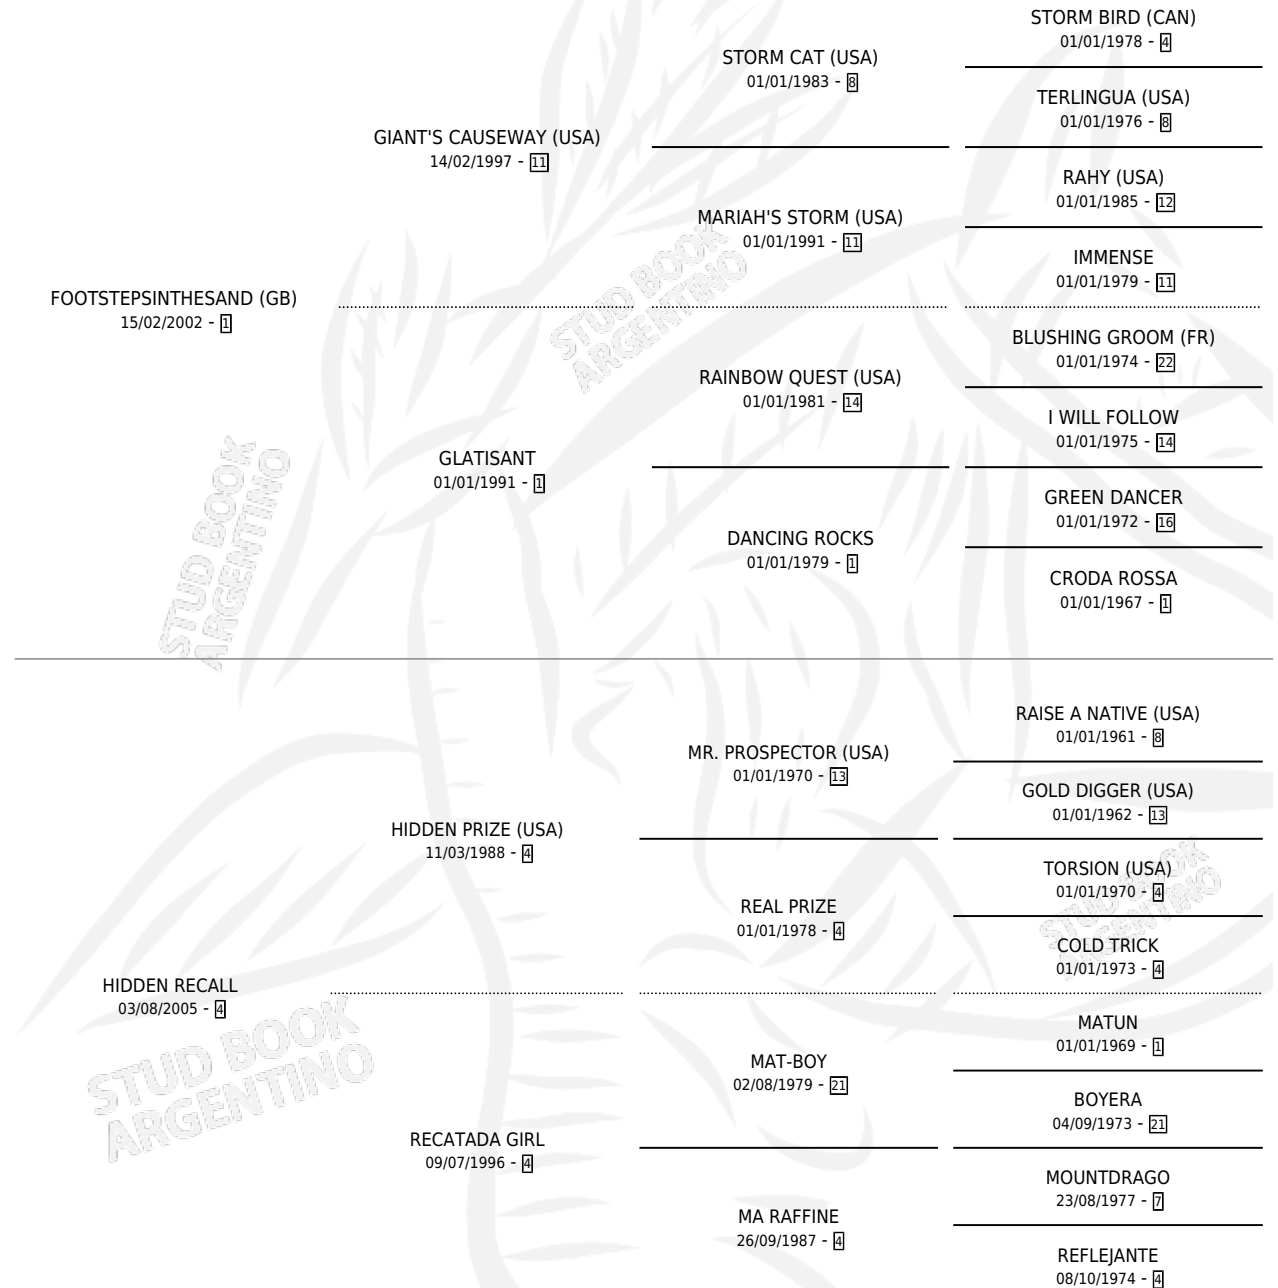 STORM BIRD (CAN)
01/01/1978 - 4
STORM CAT (USA)
01/01/1983 - 8
TERLINGUA (USA)
01/01/1976 - 8
GIANT'S CAUSEWAY (USA)
14/02/1997 - 11
RAHY (USA)
01/01/1985 - 12
MARIAH'S STORM (USA)
01/01/1991 - 11
IMMENSE
01/01/1979 - 11
FOOTSTEPSINTHESAND (GB)
15/02/2002 - 1
STUD BOOK
ARGENTINO
BLUSHING GROOM (FR)
01/01/1974 - 22
RAINBOW QUEST (USA)
01/01/1981 - 14
I WILL FOLLOW
01/01/1975 - 14
GLATISANT
01/01/1991 - 1
GREEN DANCER
01/01/1972 - 16
DANCING ROCKS
01/01/1979 - 1
CRODA ROSSA
01/01/1967 - 1
STUD BOOK
ARGENTINO
RAISE A NATIVE (USA)
01/01/1961 - 8
MR. PROSPECTOR (USA)
01/01/1970 - 13
GOLD DIGGER (USA)
01/01/1962 - 13
HIDDEN PRIZE (USA)
11/03/1988 - 4
TORSION (USA)
01/01/1970 - 4
REAL PRIZE
01/01/1978 - 4
STUD BOOK
ARGENTINO
COLD TRICK
01/01/1973 - 4
HIDDEN RECALL
03/08/2005 - 4
MATUN
01/01/1969 - 1
STUD BOOK
ARGENTINO
MAT-BOY
02/08/1979 - 21
BOYERA
04/09/1973 - 21
RECATADA GIRL
09/07/1996 - 4
MOUNTDRAGO
23/08/1977 - 7
MA RAFFINE
26/09/1987 - 4
REFLEJANTE
08/10/1974 - 4